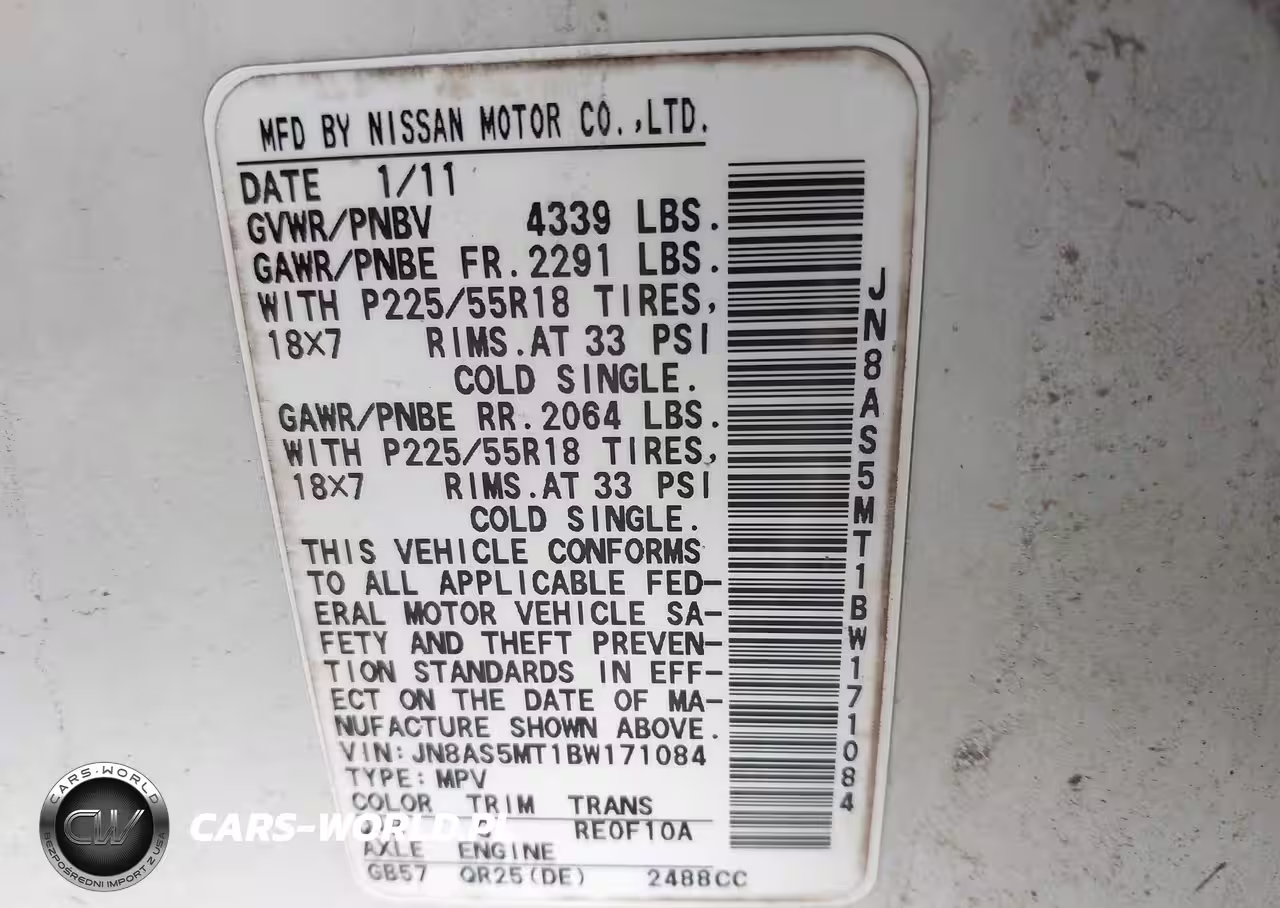 MFD BY NISSAN MOTOR CO.,LTD.
DATE 1/11
GVWR/PNBV 4339 LBS.
GAWR/PNBE FR.2291 LBS.
WITH P225/55R18 TIRES,
18X7 RIMS.AT 33 PSI
COLD SINGLE.
GAWR/PNBE RR.2064 LBS.
WITH P225/55R18 TIRES,
18X7 RIMS.AT 33 PSI
COLD SINGLE.
THIS VEHICLE CONFORMS
TO ALL APPLICABLE FED-
ERAL MOTOR VEHICLE SA-
FETY AND THEFT PREVEN-
TION STANDARDS IN EFF-
ECT ON THE DATE OF MA-
NUFACTURE SHOWN ABOVE.
VIN:JN8AS5MT1BW171084
TYPE:MPV
COLOR TRIM TRANS
RE0F10A
AXLE ENGINE
GB57 QR25(DE) 2488CC
JN8AS5MT1BW171084
CARS-WORLD
CW
BEZPOŚREDNI IMPORT Z USA
CARS-WORLD.PL